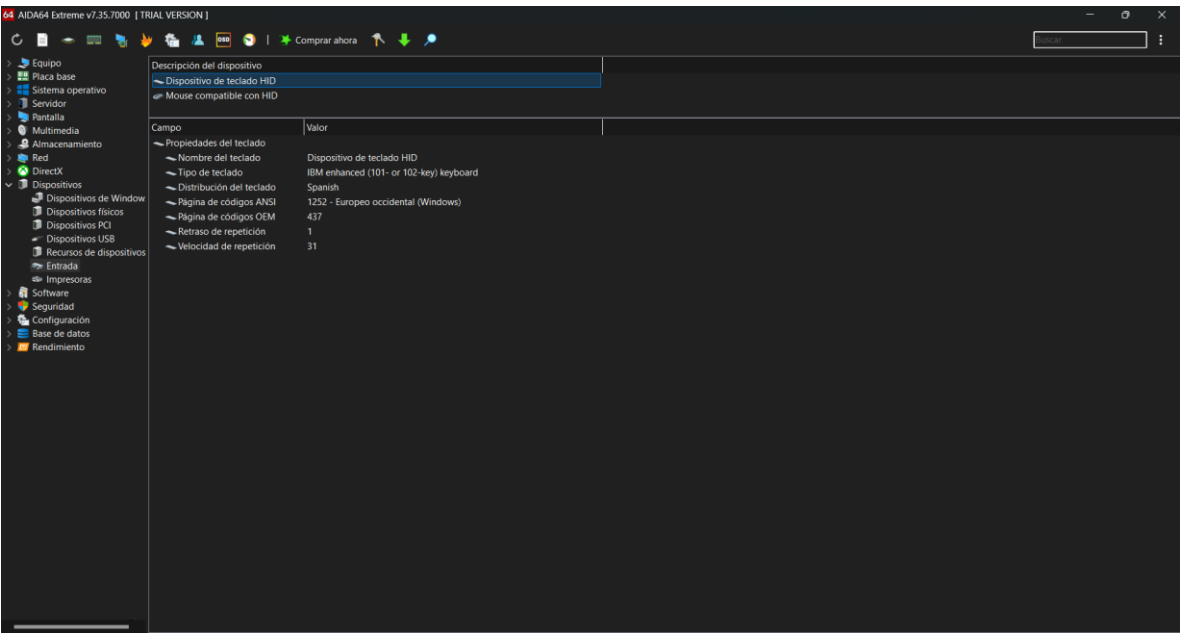 64 AIDA64 Extreme v7.35.7000 [ TRIAL VERSION ]
OSD Comprar ahora Buscar
Equipo
Placa base
Sistema operativo
Servidor
Pantalla
Multimedia
Almacenamiento
Red
DirectX
Dispositivos
Dispositivos de Window
Dispositivos físicos
Dispositivos PCI
Dispositivos USB
Recursos de dispositivos
Entrada
Impresoras
Software
Seguridad
Configuración
Base de datos
Rendimiento
Descripción del dispositivo
Dispositivo de teclado HID
Mouse compatible con HID
Campo Valor
Propiedades del teclado
Nombre del teclado Dispositivo de teclado HID
Tipo de teclado IBM enhanced (101- or 102-key) keyboard
Distribución del teclado Spanish
Página de códigos ANSI 1252 - Europeo occidental (Windows)
Página de códigos OEM 437
Retraso de repetición 1
Velocidad de repetición 31